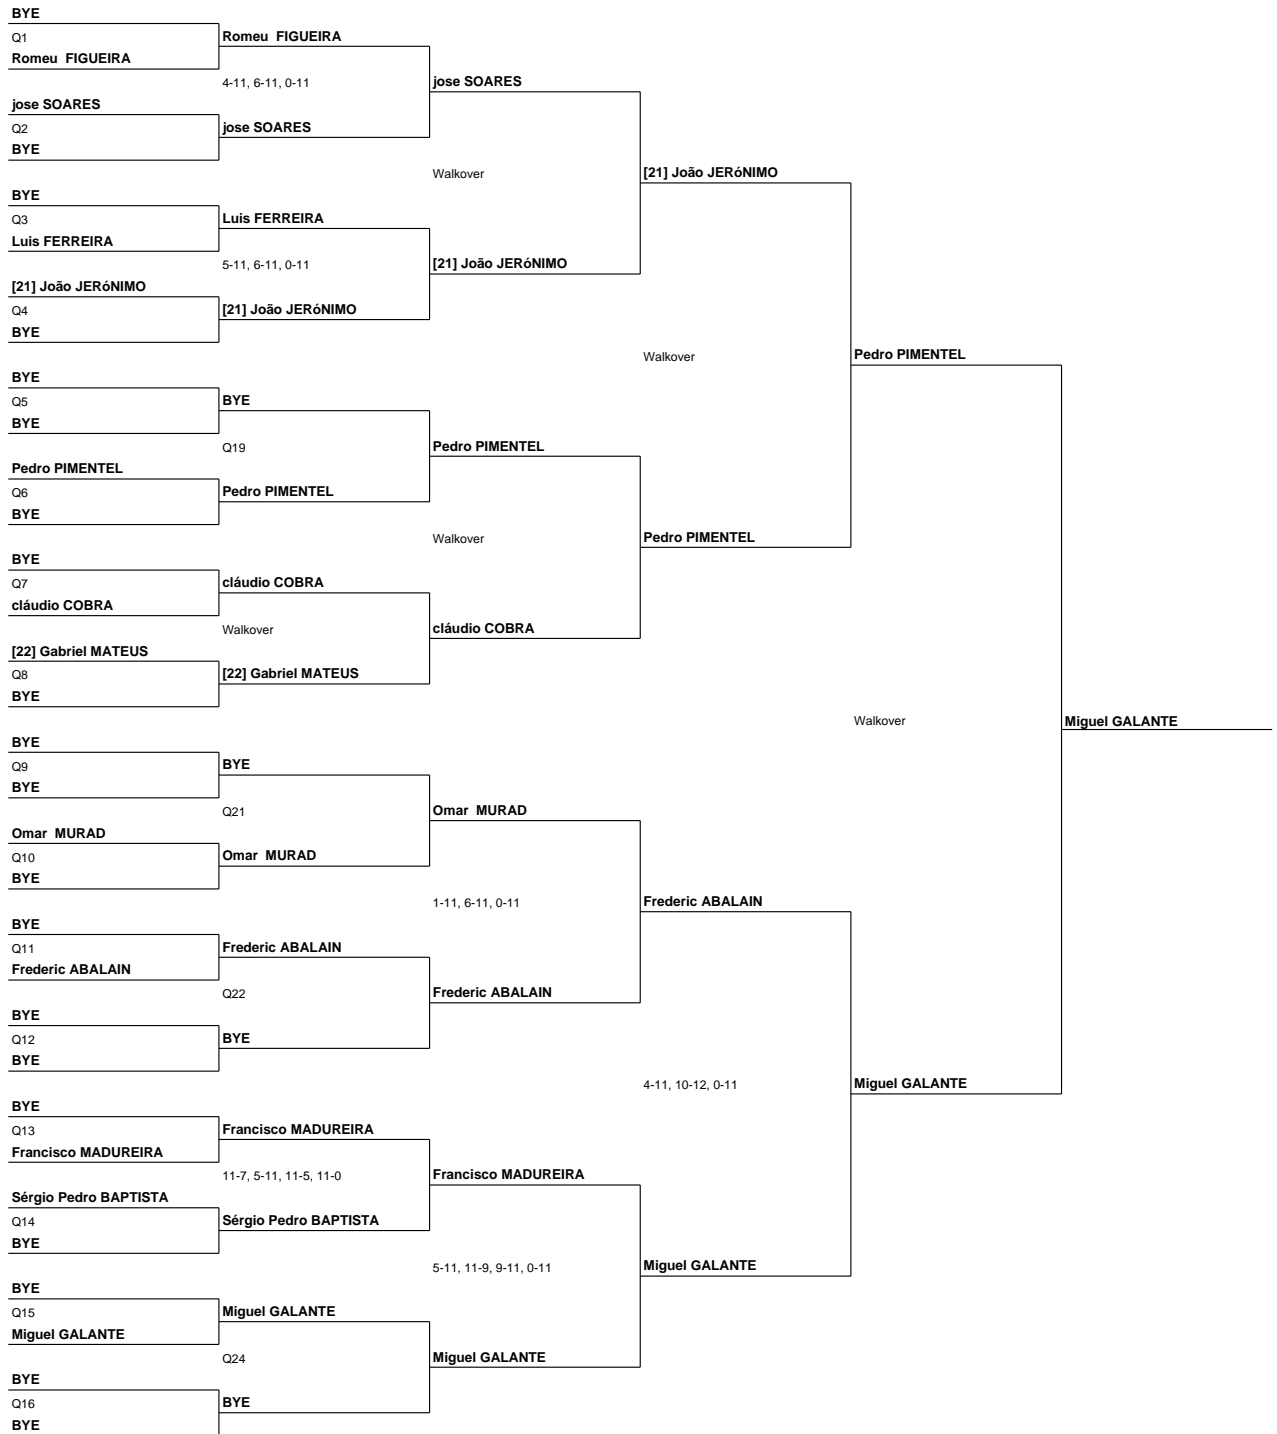 BYE
Q1
Romeu FIGUEIRA
Romeu FIGUEIRA
4-11, 6-11, 0-11
jose SOARES
jose SOARES
Q2
jose SOARES
BYE
Walkover
[21] João JERóNIMO
BYE
Q3
Luis FERREIRA
Luis FERREIRA
5-11, 6-11, 0-11
[21] João JERóNIMO
[21] João JERóNIMO
Q4
[21] João JERóNIMO
BYE
Walkover
Pedro PIMENTEL
BYE
Q5
BYE
BYE
Q19
Pedro PIMENTEL
Pedro PIMENTEL
Q6
Pedro PIMENTEL
BYE
Walkover
Pedro PIMENTEL
BYE
Q7
cláudio COBRA
cláudio COBRA
Walkover
cláudio COBRA
[22] Gabriel MATEUS
Q8
[22] Gabriel MATEUS
BYE
Walkover
Miguel GALANTE
BYE
Q9
BYE
BYE
Q21
Omar MURAD
Omar MURAD
Q10
Omar MURAD
BYE
1-11, 6-11, 0-11
Frederic ABALAIN
BYE
Q11
Frederic ABALAIN
Frederic ABALAIN
Q22
Frederic ABALAIN
BYE
Q12
BYE
BYE
4-11, 10-12, 0-11
Miguel GALANTE
BYE
Q13
Francisco MADUREIRA
Francisco MADUREIRA
11-7, 5-11, 11-5, 11-0
Francisco MADUREIRA
Sérgio Pedro BAPTISTA
Q14
Sérgio Pedro BAPTISTA
BYE
5-11, 11-9, 9-11, 0-11
Miguel GALANTE
BYE
Q15
Miguel GALANTE
Miguel GALANTE
Q24
Miguel GALANTE
BYE
Q16
BYE
BYE